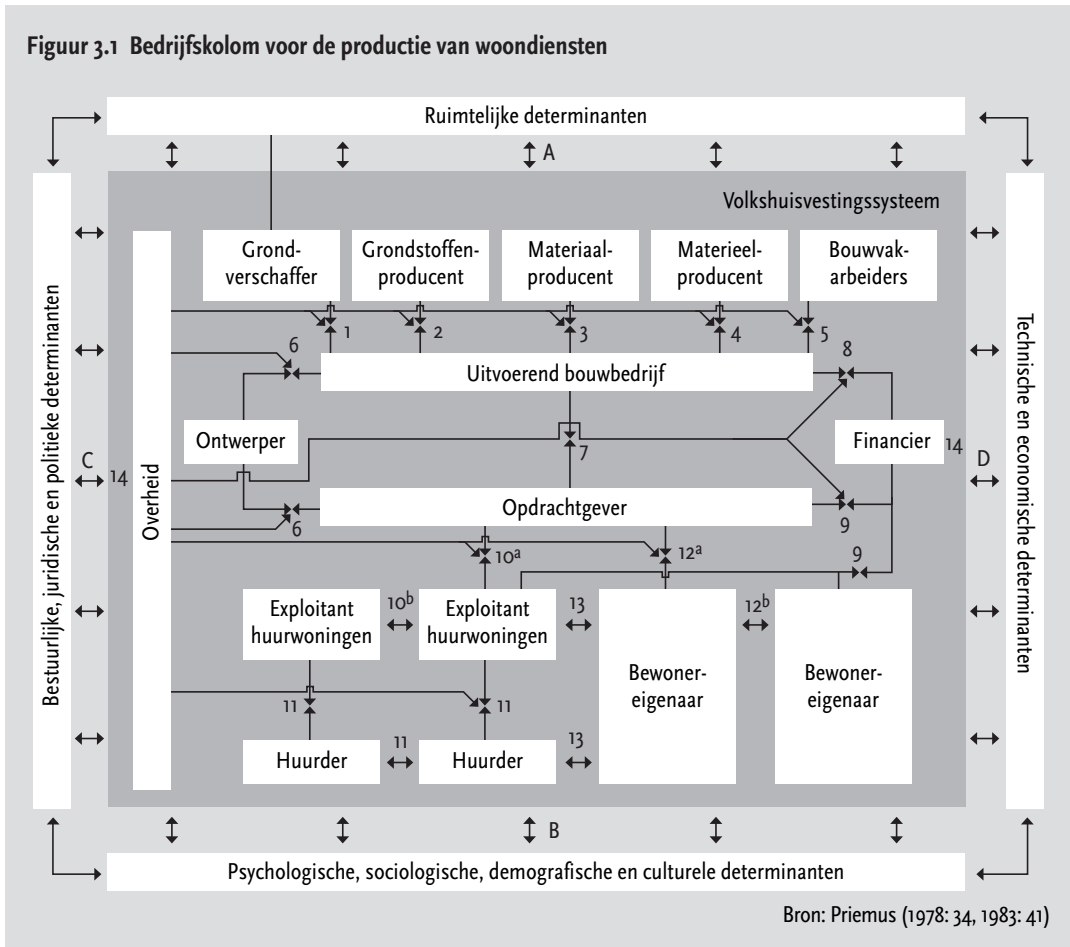 Figuur 3.1 Bedrijfskolom voor de productie van woondiensten
Ruimtelijke determinanten
A
Volkshuisvestingssysteem
Bestuurlijke, juridische en politieke determinanten
C
14
Overheid
Grond-
verschaffer
Grondstoffen-
producent
Materiaal-
producent
Materieel-
producent
Bouwvak-
arbeiders
1
2
3
4
5
6
Uitvoerend bouwbedrijf
8
Ontwerper
7
Financier
14
D
Technische en economische determinanten
6
Opdrachtgever
9
10a
12a
9
Exploitant
huurwoningen
10b
Exploitant
huurwoningen
13
Bewoner-
eigenaar
12b
Bewoner-
eigenaar
11
11
Huurder
11
Huurder
13
B
Psychologische, sociologische, demografische en culturele determinanten
Bron: Priemus (1978: 34, 1983: 41)